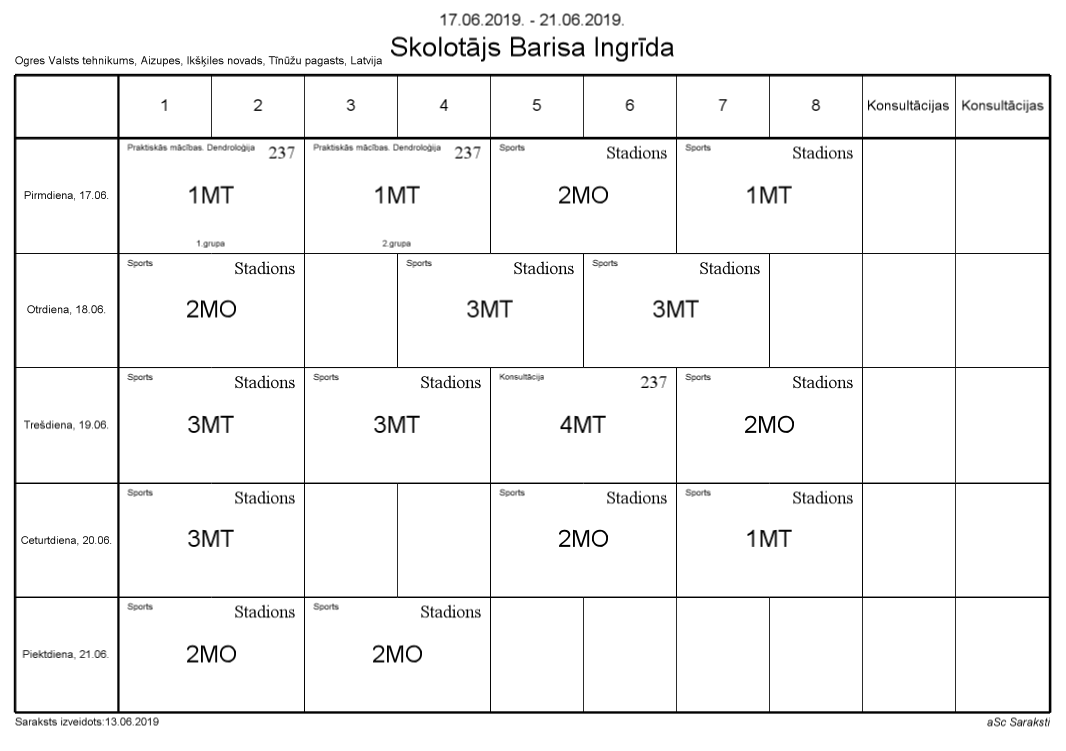 17.06.2019. - 21.06.2019.
Skolotājs Barisa Ingrīda
Ogres Valsts tehnikums, Aizupes, Ikšķiles novads, Tīnūžu pagasts, Latvija
1 2 3 4 5 6 7 8 Konsultācijas Konsultācijas
Praktiskās mācības. Dendroloģija 237 Praktiskās mācības. Dendroloģija 237 Sports Stadions Sports Stadions
Pirmdiena, 17.06. 1MT 1MT 2MO 1MT
1.grupa 2.grupa
Sports Stadions Sports Stadions Sports Stadions
Otrdiena, 18.06. 2MO 3MT 3MT
Sports Stadions Sports Stadions Konsultācija 237 Sports Stadions
Trešdiena, 19.06. 3MT 3MT 4MT 2MO
Sports Stadions Sports Stadions Sports Stadions
Ceturtdiena, 20.06. 3MT 2MO 1MT
Sports Stadions Sports Stadions
Piektdiena, 21.06. 2MO 2MO
Saraksts izveidots:13.06.2019 aSc Saraksti